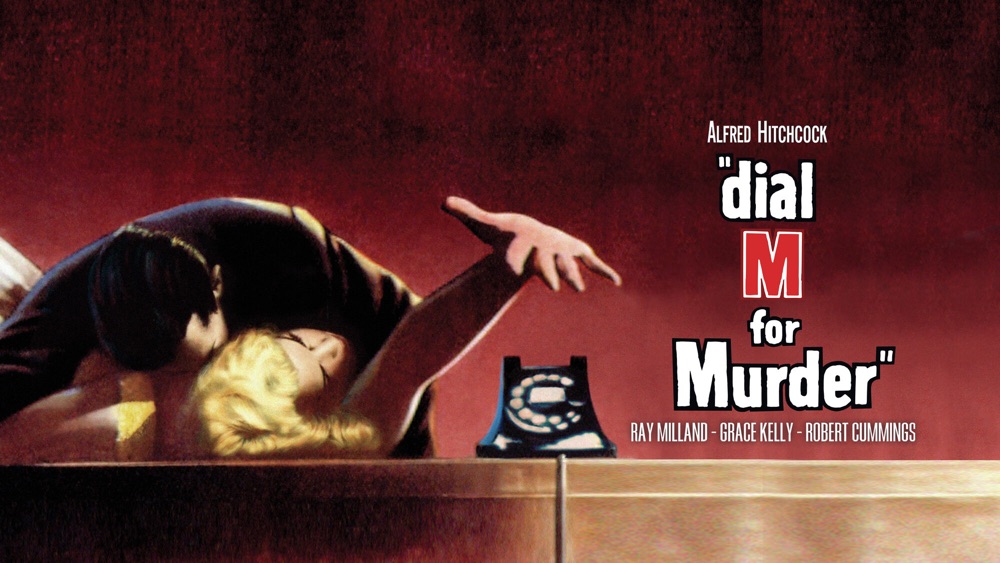 Alfred Hitchcock
"dial
M
for
Murder"
RAY MILLAND - GRACE KELLY - ROBERT CUMMINGS